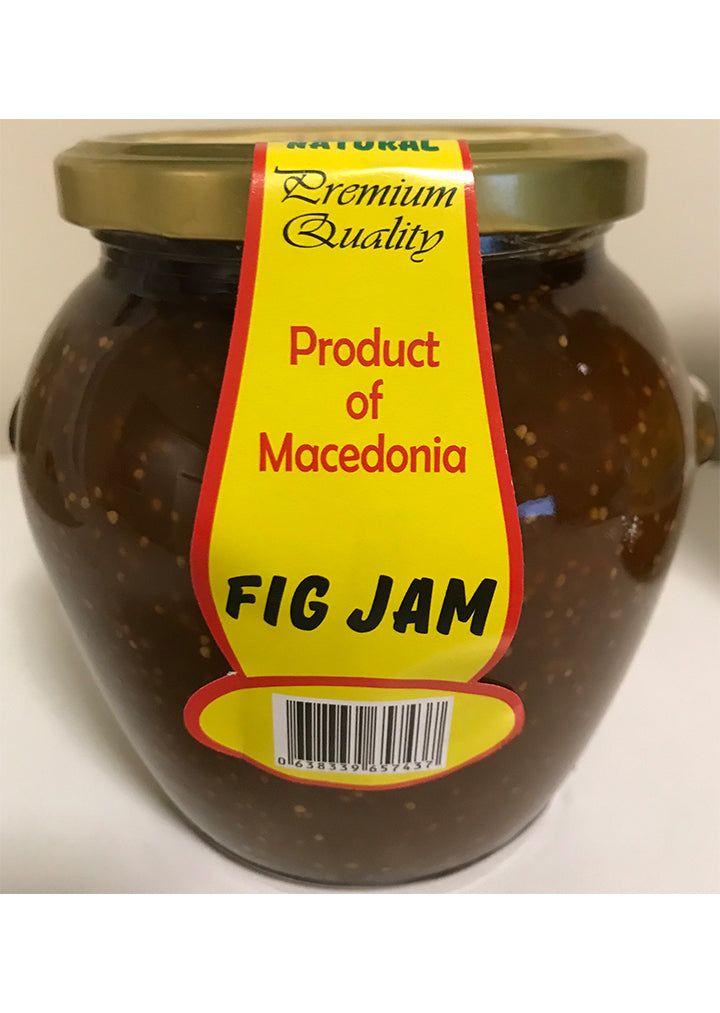 NATURAL
Premium
Quality
Product
of
Macedonia
FIG JAM
0 638339 657437